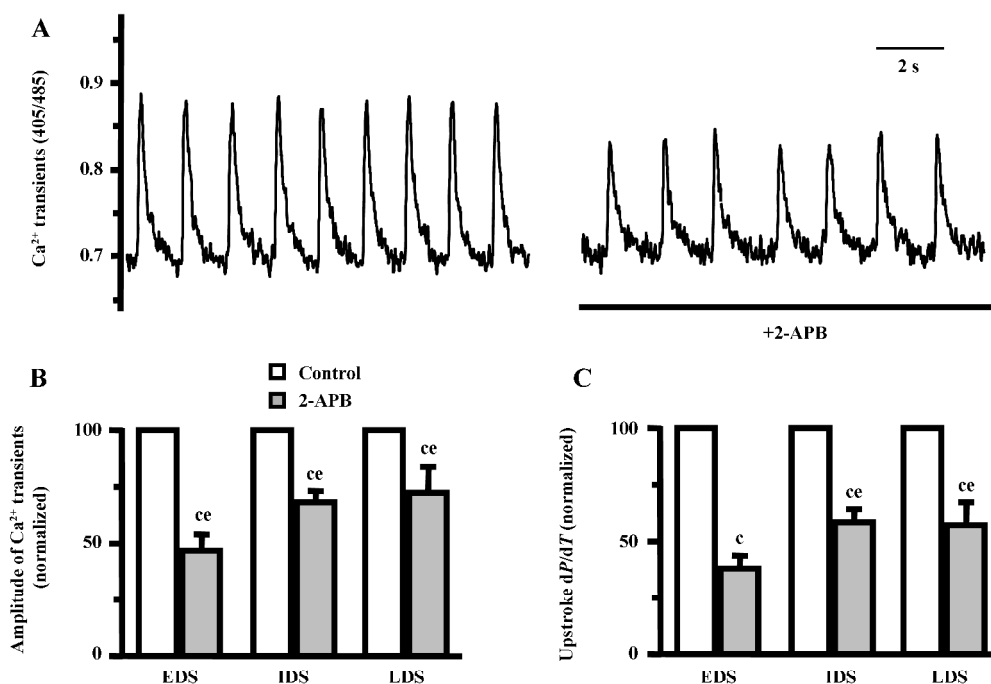 A
Ca²⁺ transients (405/485)
0.9
0.8
0.7
2 s
+2-APB
B
Control
2-APB
Amplitude of Ca²⁺ transients
(normalized)
100
50
0
ce
ce
ce
EDS
IDS
LDS
C
Upstroke dP/dT (normalized)
100
50
0
c
ce
ce
EDS
IDS
LDS